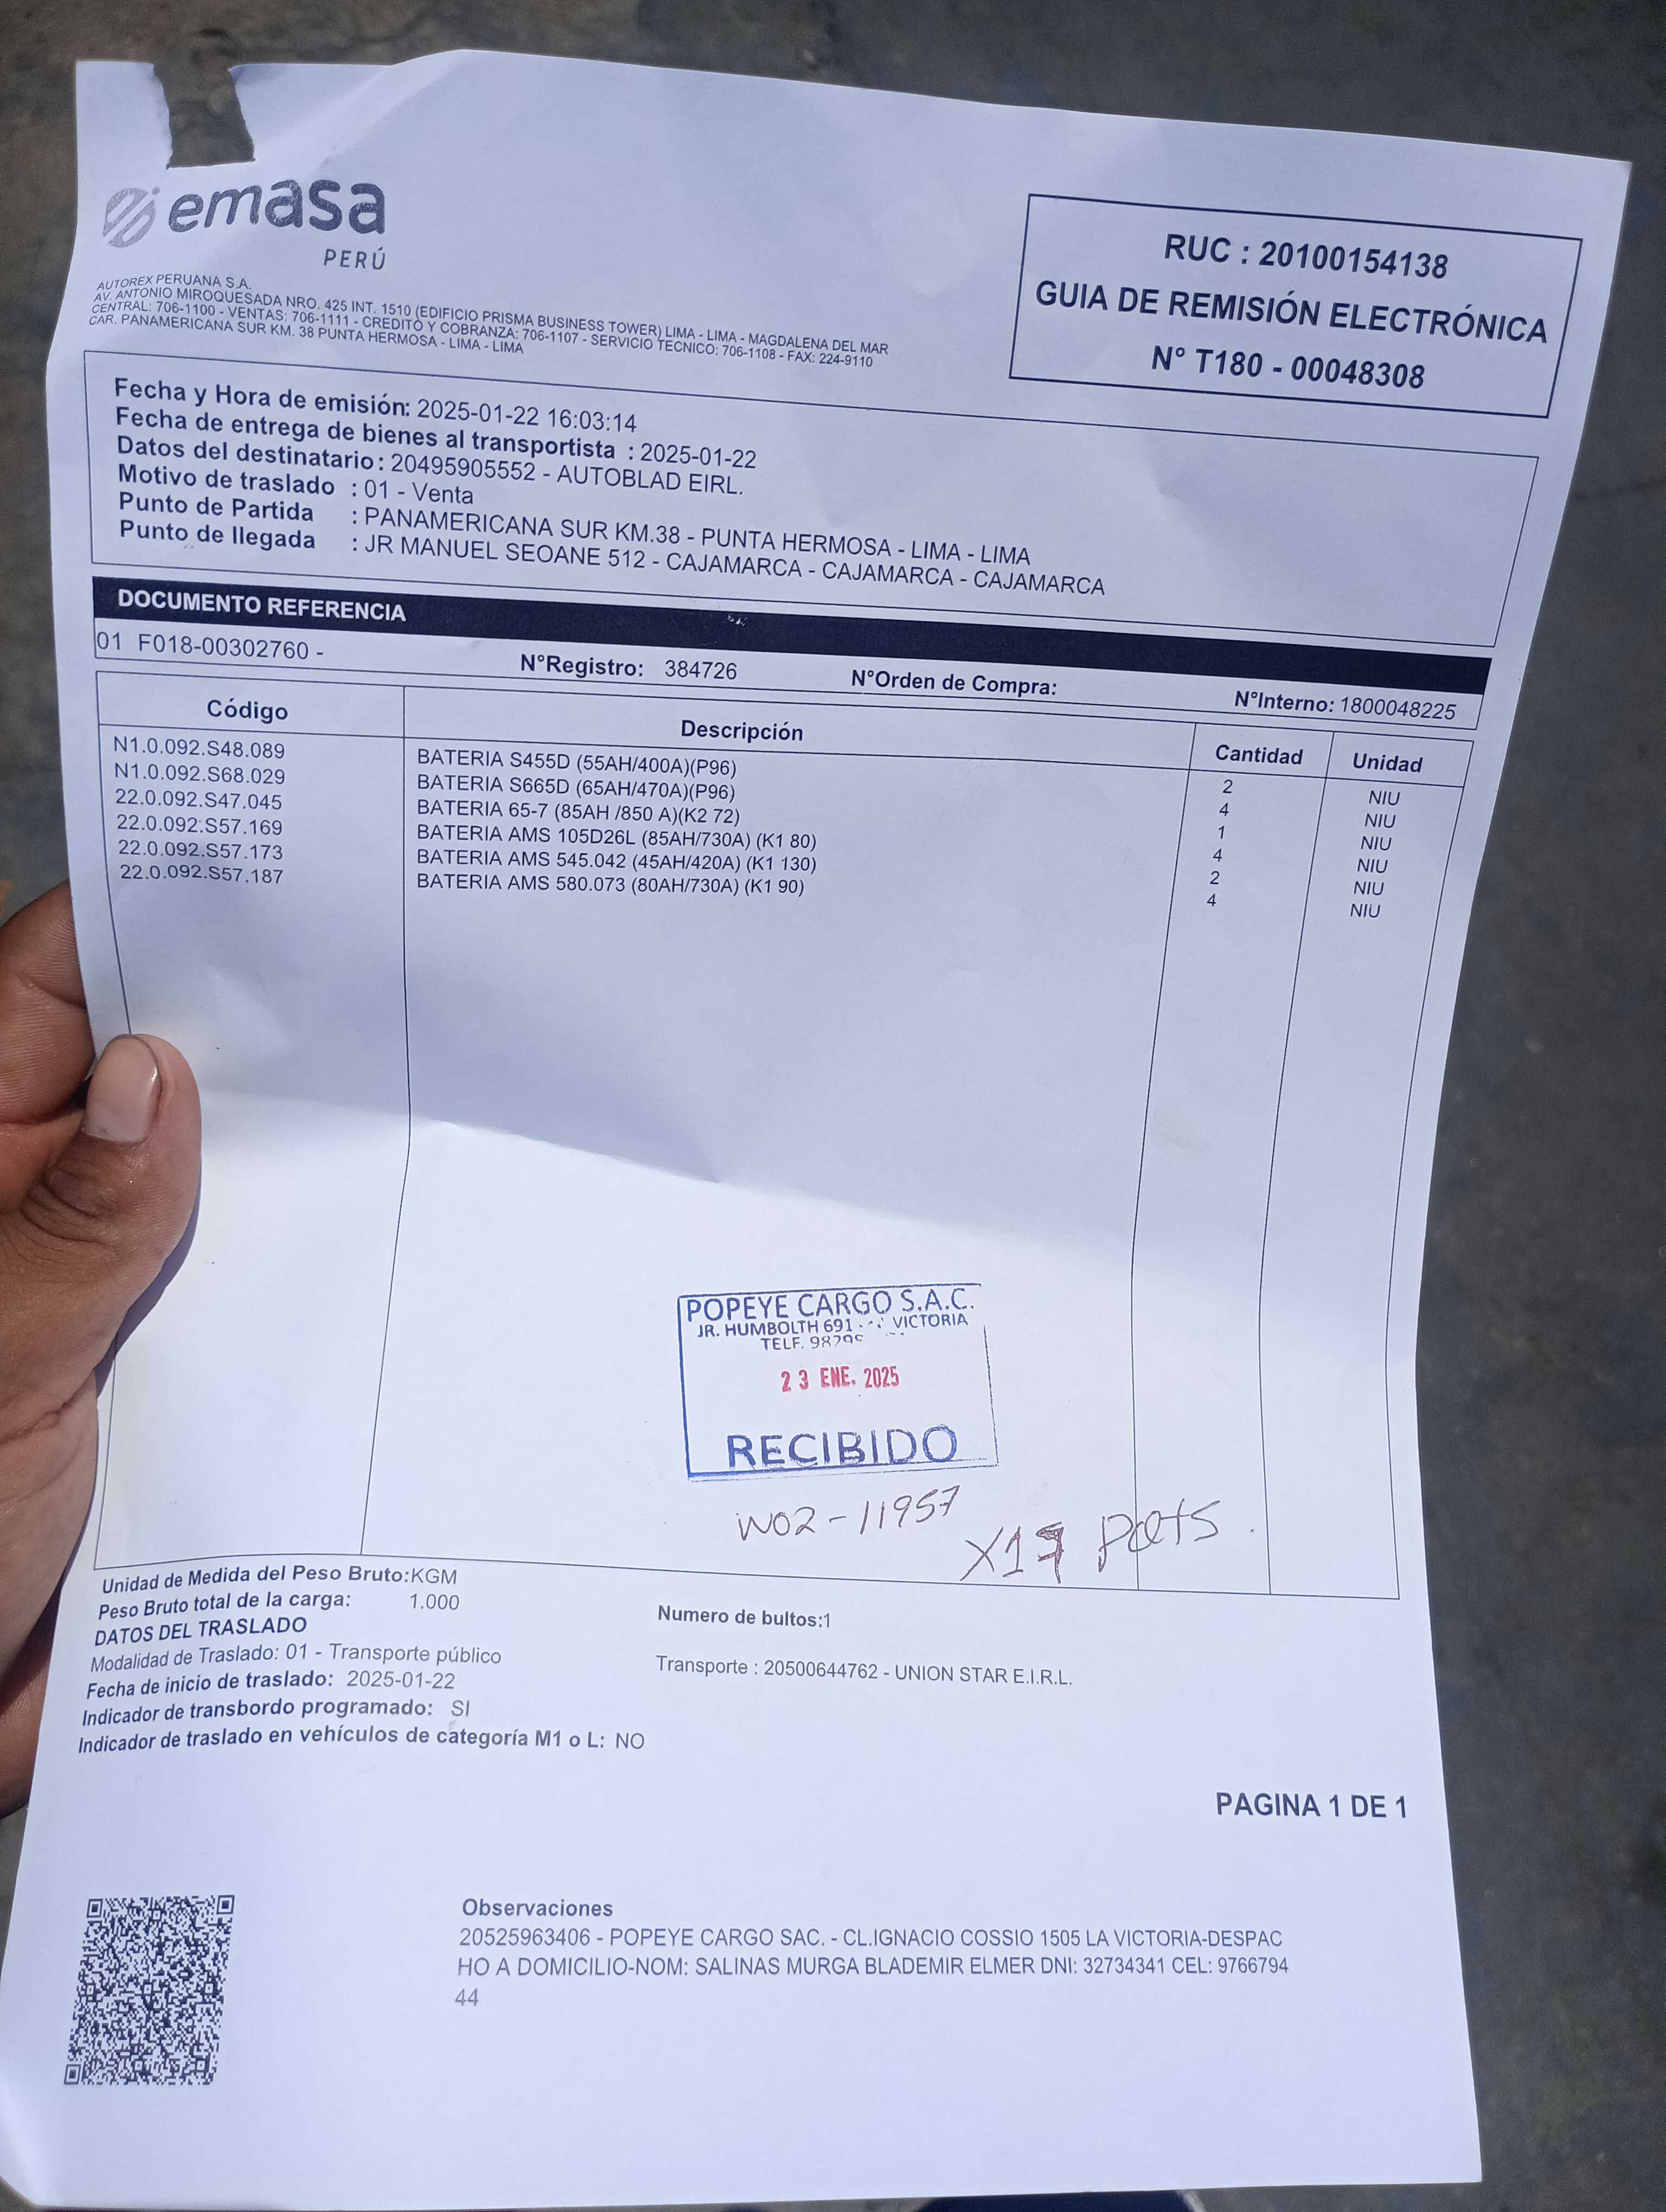 emasa
PERÚ
AUTOREX PERUANA S.A.
AV. ANTONIO MIROQUESADA NRO. 425 INT. 1510 (EDIFICIO PRISMA BUSINESS TOWER) LIMA - LIMA - MAGDALENA DEL MAR
CENTRAL: 706-1100 - VENTAS: 706-1111 - CREDITO Y COBRANZA: 706-1107 - SERVICIO TECNICO: 706-1108 - FAX: 224-9110
CAR. PANAMERICANA SUR KM. 38 PUNTA HERMOSA - LIMA - LIMA
RUC : 20100154138
GUIA DE REMISIÓN ELECTRÓNICA
N° T180 - 00048308
Fecha y Hora de emisión: 2025-01-22 16:03:14
Fecha de entrega de bienes al transportista : 2025-01-22
Datos del destinatario : 20495905552 - AUTOBLAD EIRL.
Motivo de traslado : 01 - Venta
Punto de Partida : PANAMERICANA SUR KM.38 - PUNTA HERMOSA - LIMA - LIMA
Punto de llegada : JR MANUEL SEOANE 512 - CAJAMARCA - CAJAMARCA - CAJAMARCA
DOCUMENTO REFERENCIA
01 F018-00302760 - N°Registro: 384726 N°Orden de Compra: N°Interno: 1800048225
Código Descripción Cantidad Unidad
N1.0.092.S48.089 BATERIA S455D (55AH/400A)(P96) 2 NIU
N1.0.092.S68.029 BATERIA S665D (65AH/470A)(P96) 4 NIU
22.0.092.S47.045 BATERIA 65-7 (85AH /850 A)(K2 72) 1 NIU
22.0.092.S57.169 BATERIA AMS 105D26L (85AH/730A) (K1 80) 4 NIU
22.0.092.S57.173 BATERIA AMS 545.042 (45AH/420A) (K1 130) 2 NIU
22.0.092.S57.187 BATERIA AMS 580.073 (80AH/730A) (K1 90) 4 NIU
POPEYE CARGO S.A.C.
JR. HUMBOLTH 691 VICTORIA
TELF.
23 ENE. 2025
RECIBIDO
W02-11957
Unidad de Medida del Peso Bruto:KGM
Peso Bruto total de la carga: 1.000
Numero de bultos:1
DATOS DEL TRASLADO
Modalidad de Traslado: 01 - Transporte público
Transporte : 20500644762 - UNION STAR E.I.R.L.
Fecha de inicio de traslado: 2025-01-22
Indicador de transbordo programado: SI
Indicador de traslado en vehículos de categoría M1 o L: NO
PAGINA 1 DE 1
Observaciones
20525963406 - POPEYE CARGO SAC. - CL.IGNACIO COSSIO 1505 LA VICTORIA-DESPAC
HO A DOMICILIO-NOM: SALINAS MURGA BLADEMIR ELMER DNI: 32734341 CEL: 9766794
44